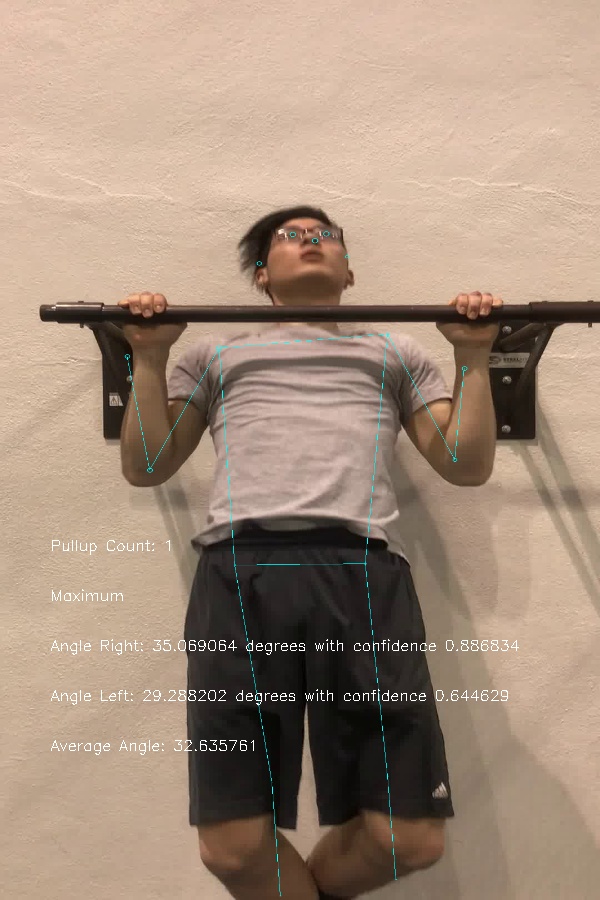 Pullup Count: 1
Maximum
Angle Right: 35.069064 degrees with confidence 0.886834
Angle Left: 29.288202 degrees with confidence 0.644629
Average Angle: 32.635761